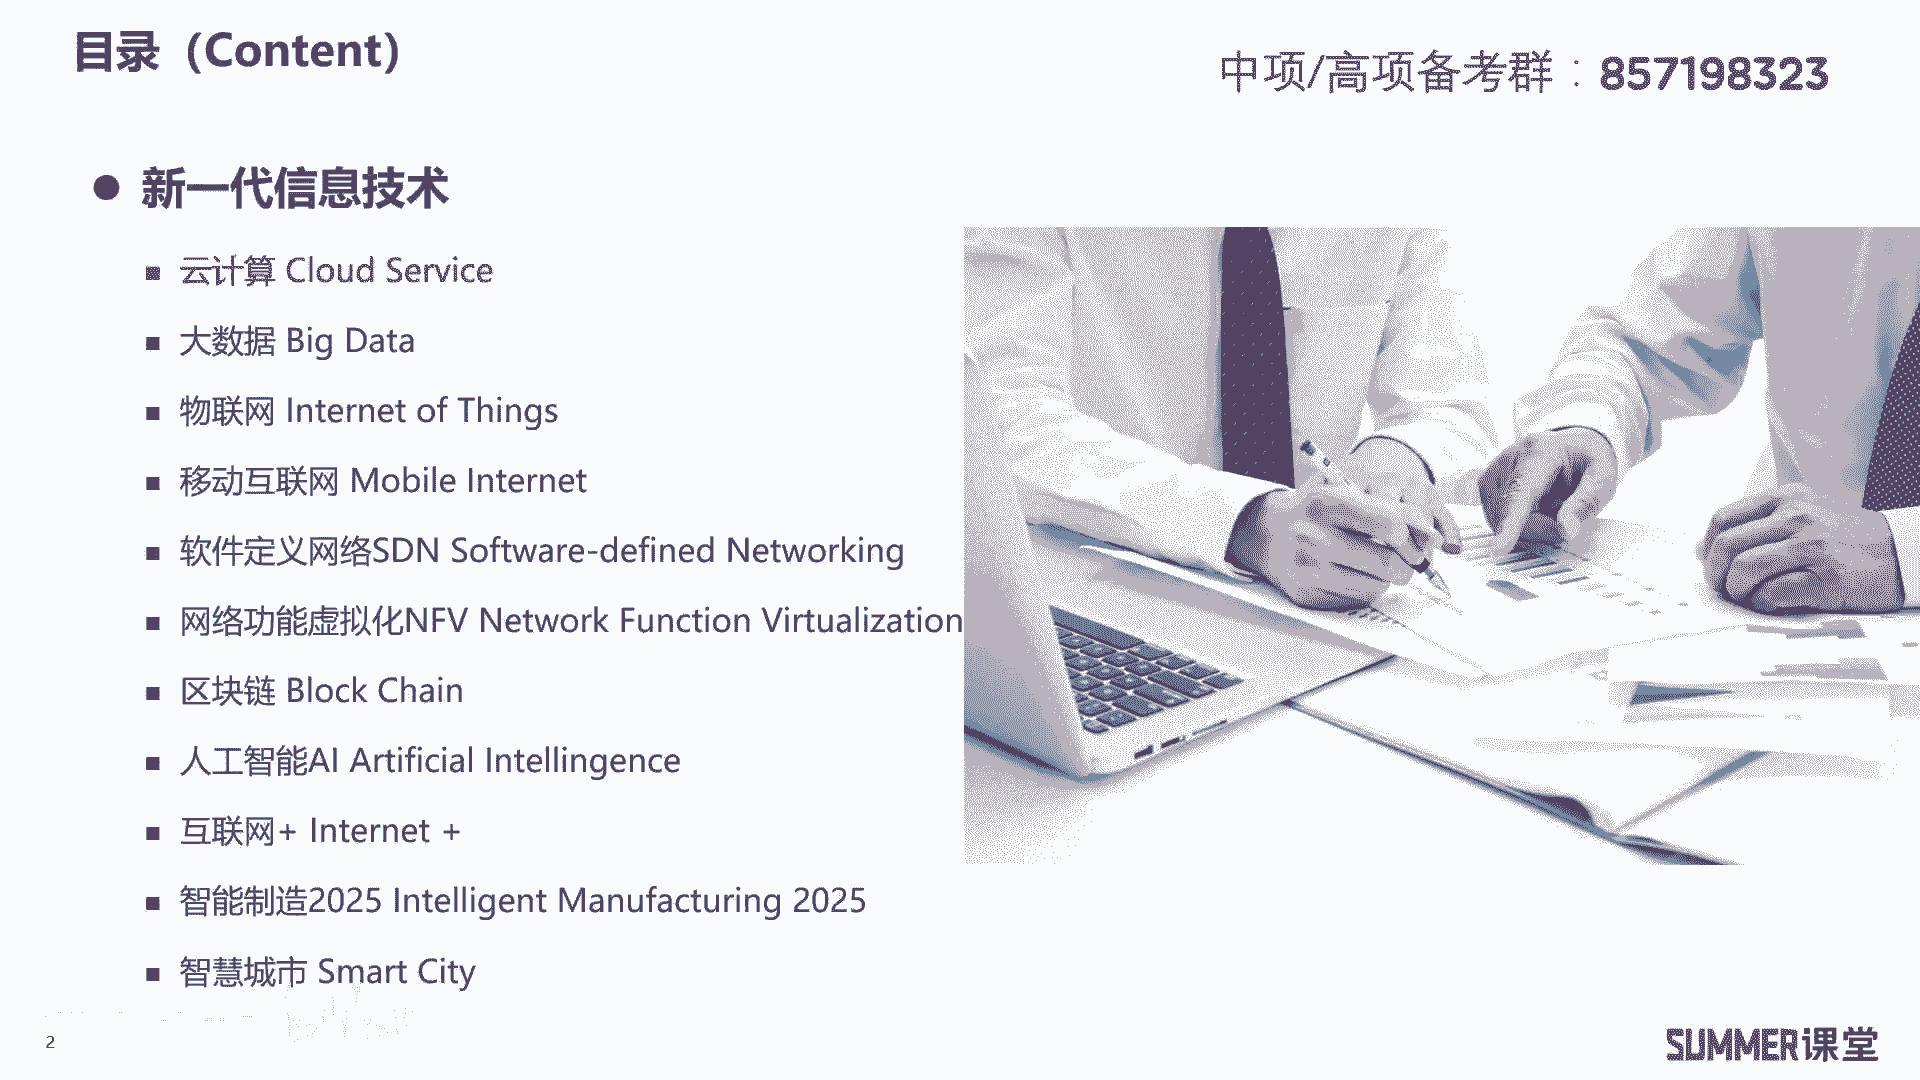 目录（Content）
中项/高项备考群：857198323
● 新一代信息技术
■ 云计算 Cloud Service
■ 大数据 Big Data
■ 物联网 Internet of Things
■ 移动互联网 Mobile Internet
■ 软件定义网络SDN Software-defined Networking
■ 网络功能虚拟化NFV Network Function Virtualization
■ 区块链 Block Chain
■ 人工智能AI Artificial Intellingence
■ 互联网+ Internet +
■ 智能制造2025 Intelligent Manufacturing 2025
■ 智慧城市 Smart City
2
SUMMER课堂